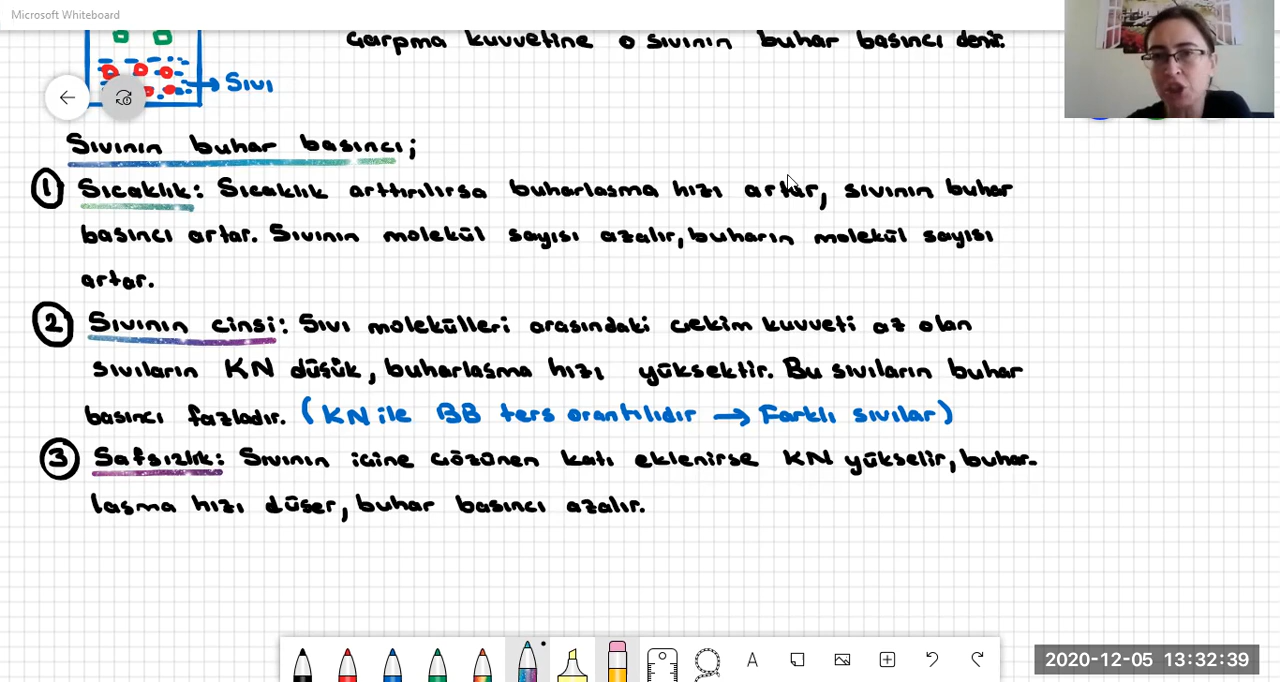 Microsoft Whiteboard
çarpma kuvvetine o sıvının buhar basıncı denir.
Sıvı
Sıvının buhar basıncı;
1 Sıcaklık: Sıcaklık arttırılırsa buharlaşma hızı artar, sıvının buhar
basıncı artar. Sıvının molekül sayısı azalır, buharın molekül sayısı
artar.
2 Sıvının cinsi: Sıvı molekülleri arasındaki çekim kuvveti az olan
sıvıların KN düşük, buharlaşma hızı yüksektir. Bu sıvıların buhar
basıncı fazladır. (KN ile BB ters orantılıdır → Farklı sıvılar)
3 Safsızlık: Sıvının içine çözünen katı eklenirse KN yükselir, buhar-
laşma hızı düşer, buhar basıncı azalır.
A
2020-12-05 13:32:39